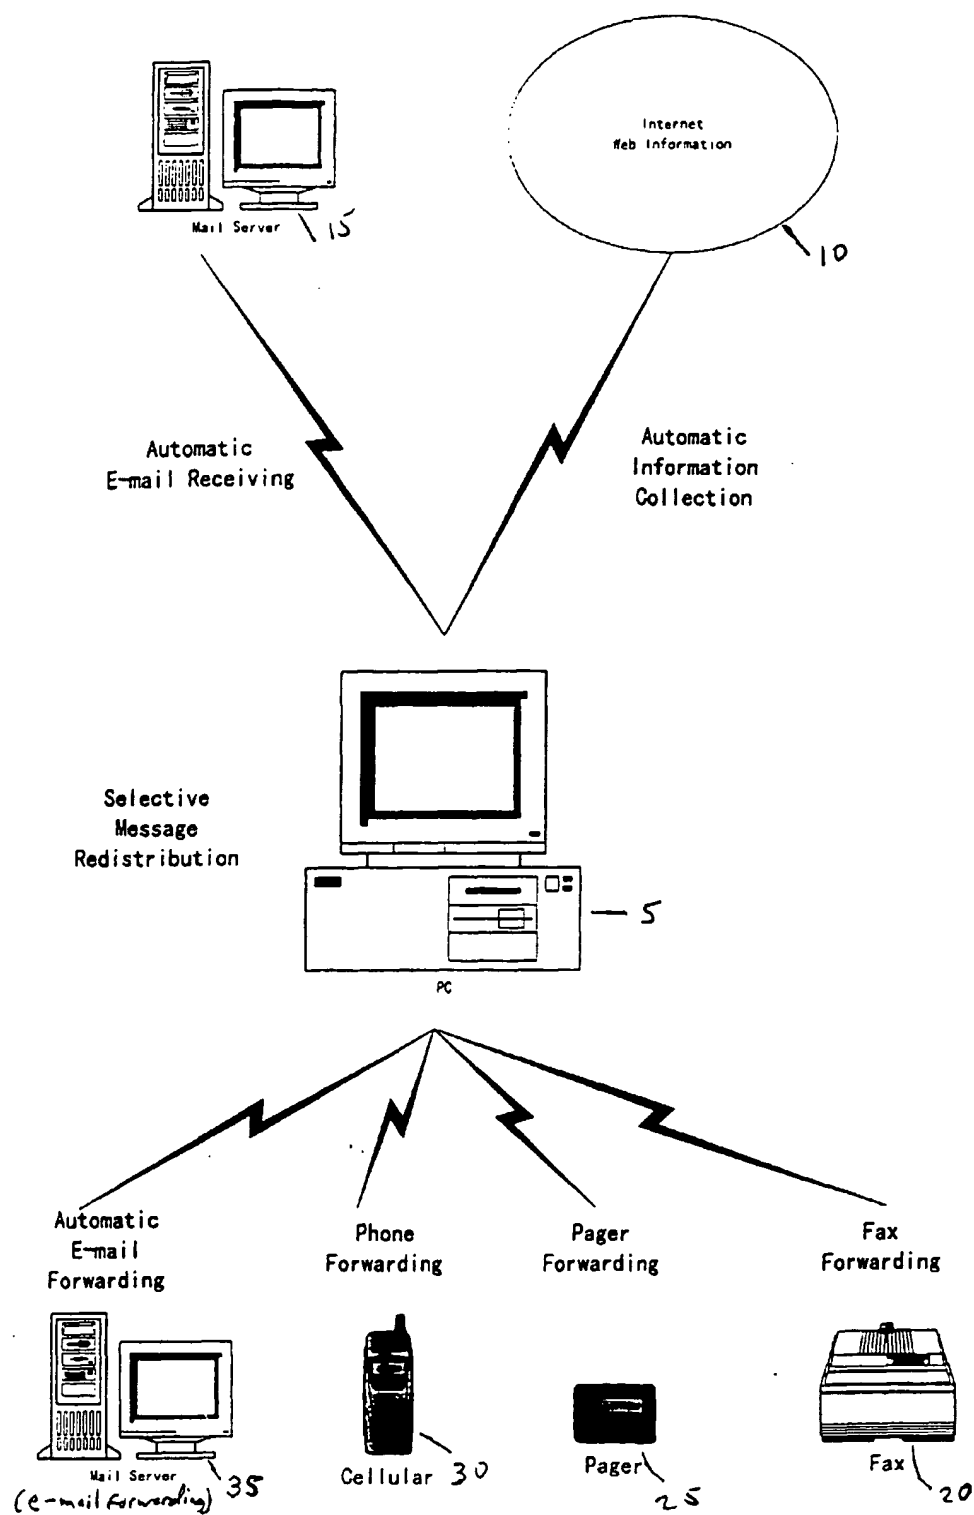 Internet
Web Information
Mail Server
15
10
Automatic
E-mail Receiving
Automatic
Information
Collection
Selective
Message
Redistribution
5
PC
Automatic
E-mail
Forwarding
Phone
Forwarding
Pager
Forwarding
Fax
Forwarding
Mail Server
(e-mail forwarding)
35
Cellular
30
Pager
25
Fax
20